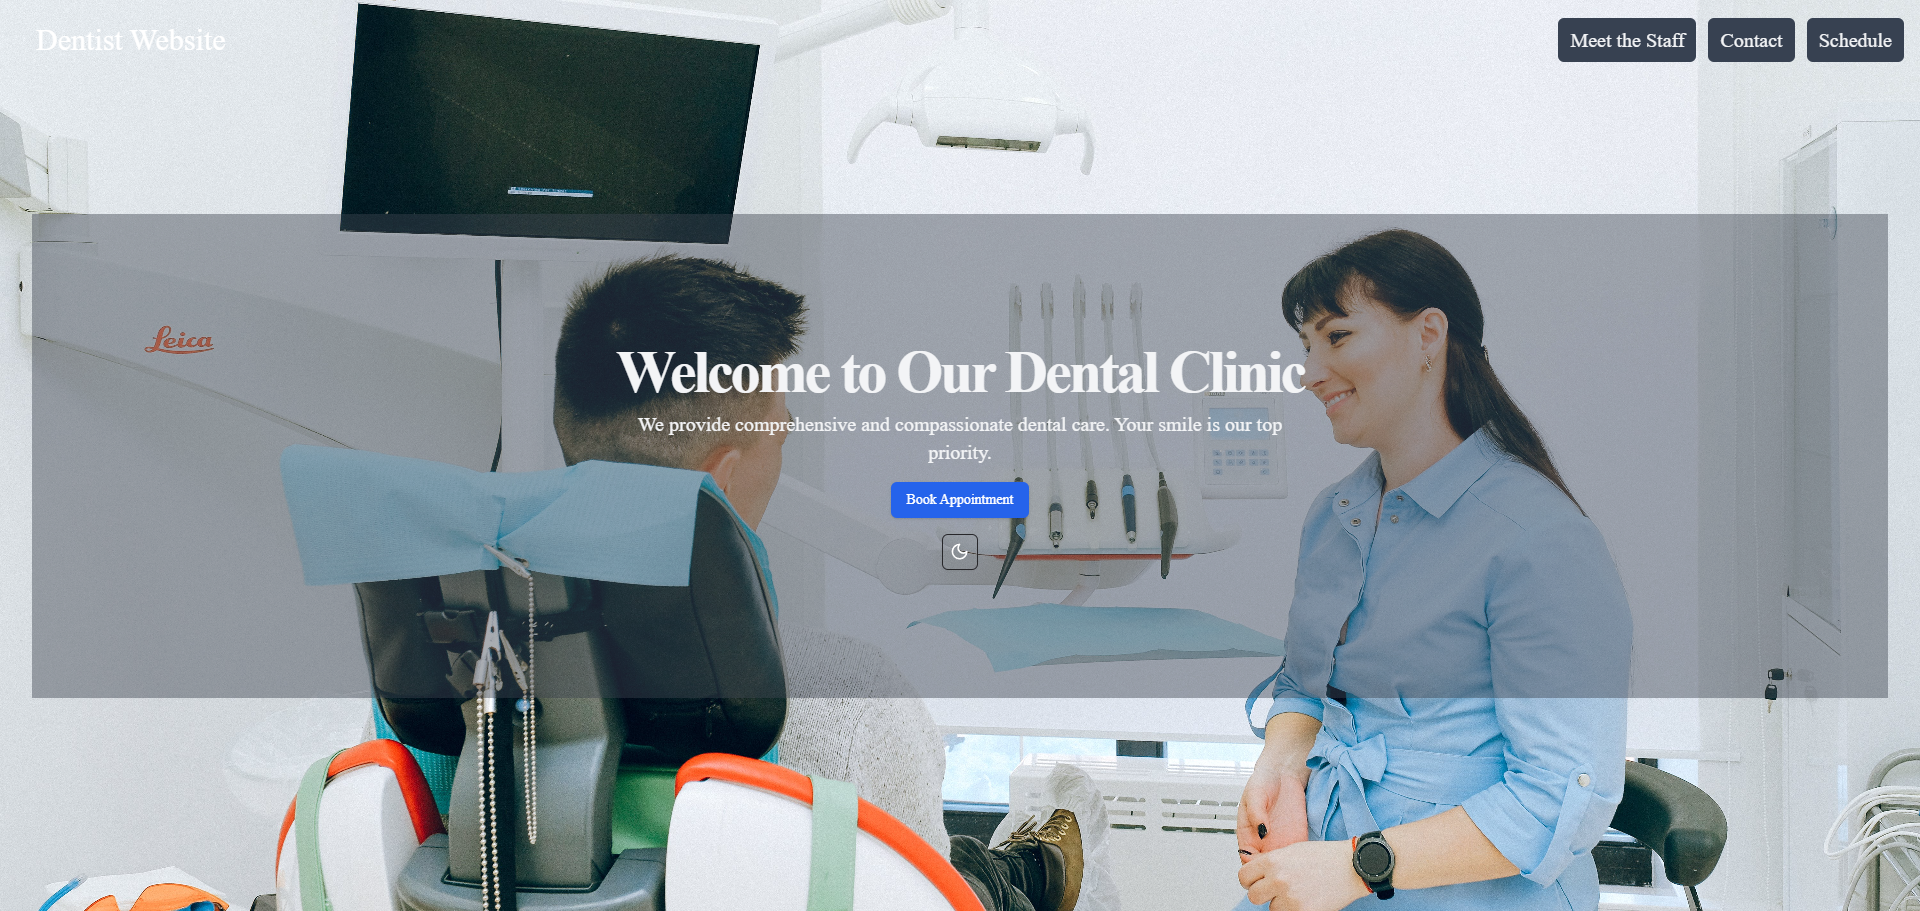 Dentist Website
Meet the Staff
Contact
Schedule
Leica
Welcome to Our Dental Clinic
We provide comprehensive and compassionate dental care. Your smile is our top
priority.
Book Appointment